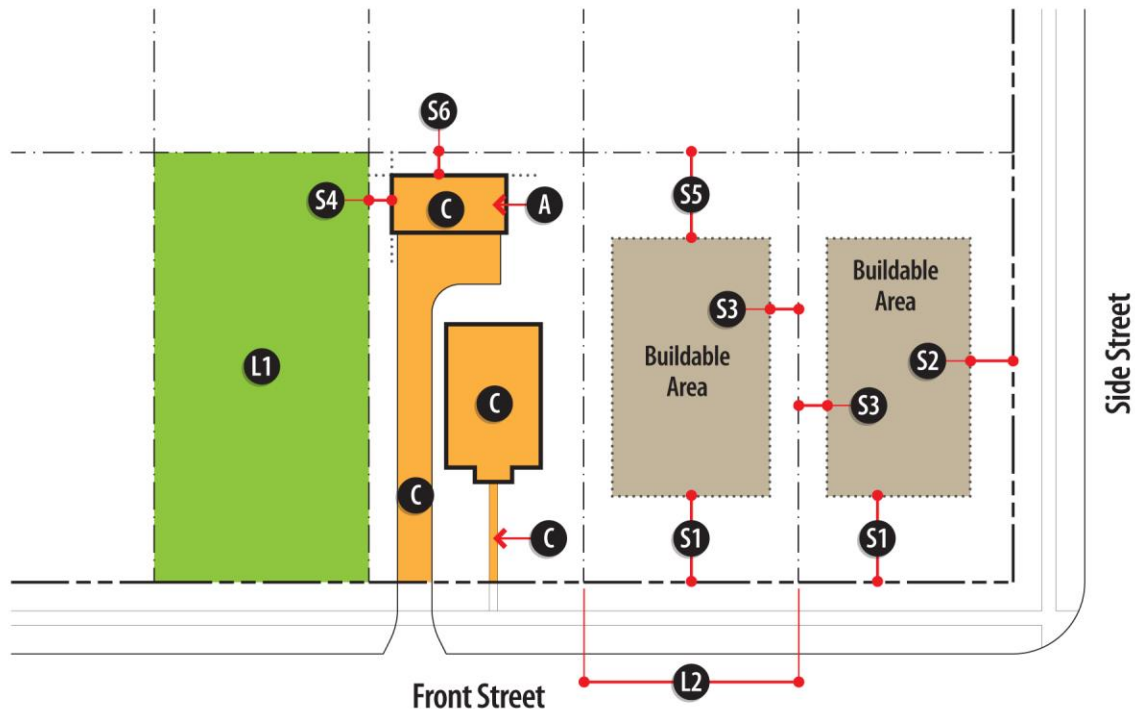 S6
S4
C
A
S5
Buildable
Area
S3
Buildable
Area
L1
S2
C
S3
C
C
S1
S1
L2
Front Street
Side Street